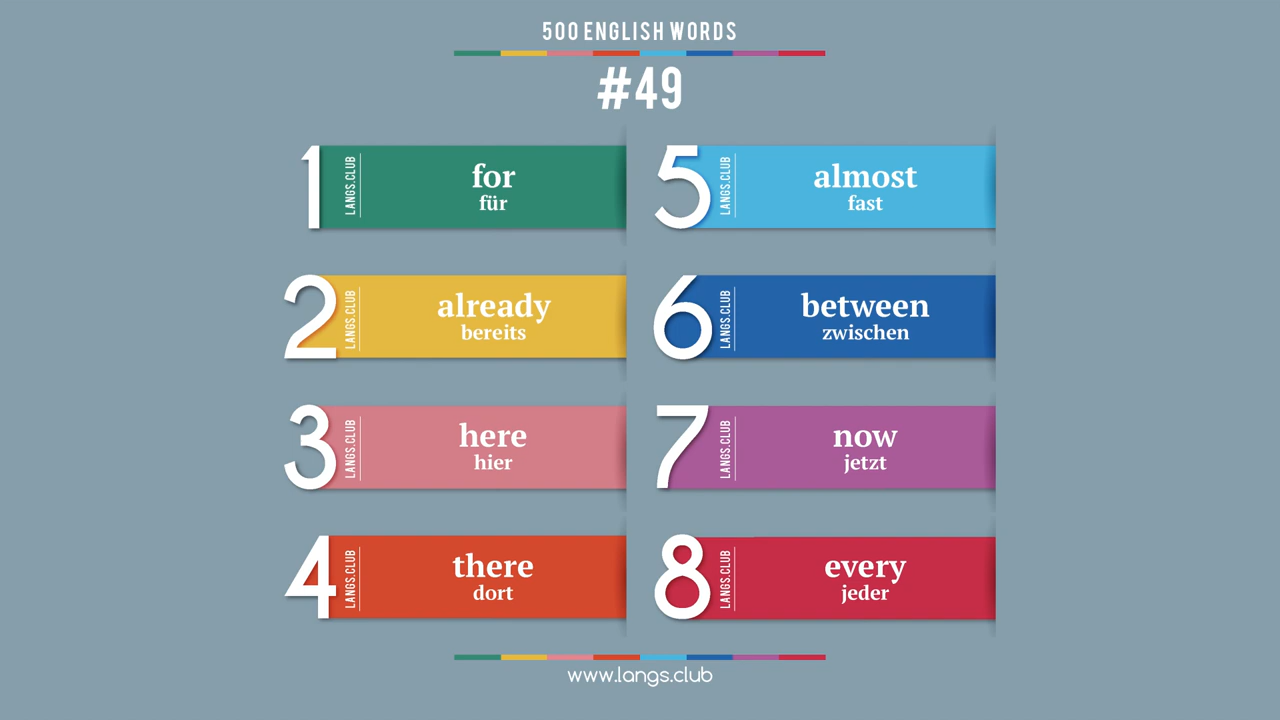 500 ENGLISH WORDS
#49
1
LANGS.CLUB
for
für
2
LANGS.CLUB
already
bereits
3
LANGS.CLUB
here
hier
4
LANGS.CLUB
there
dort
5
LANGS.CLUB
almost
fast
6
LANGS.CLUB
between
zwischen
7
LANGS.CLUB
now
jetzt
8
LANGS.CLUB
every
jeder
www.langs.club